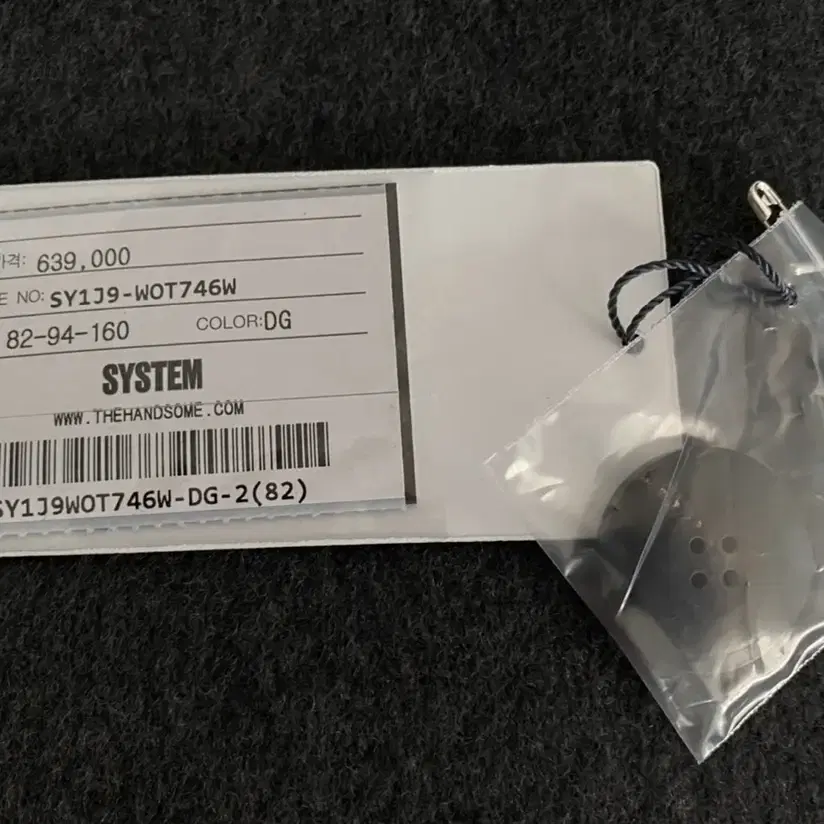 가격: 639,000
E NO: SY1J9-WOT746W
82-94-160 COLOR:DG
SYSTEM
WWW.THEHANDSOME.COM
SY1J9WOT746W-DG-2(82)